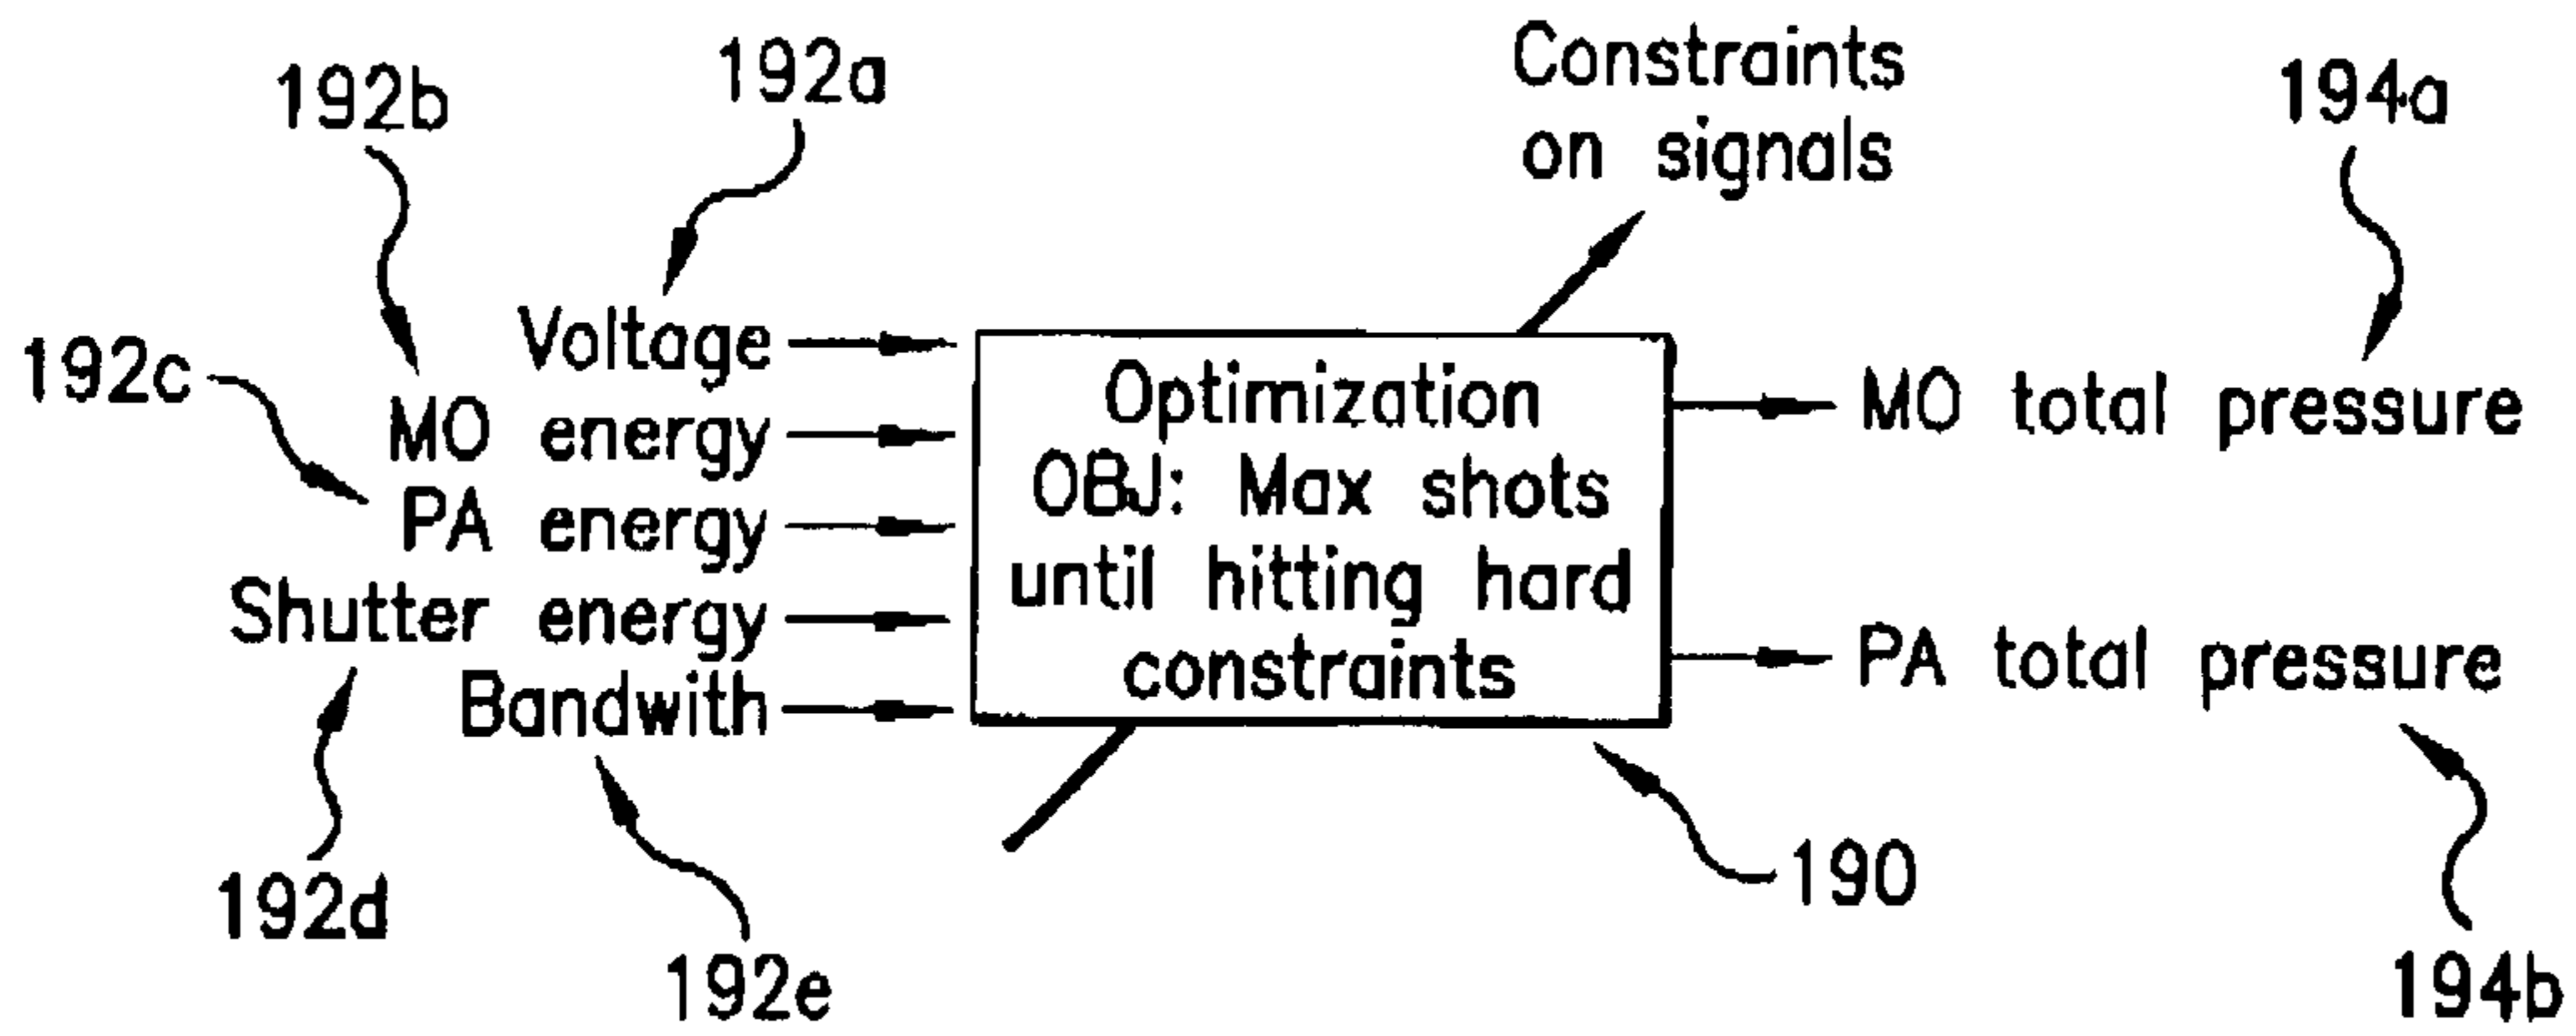 192b
192a
Constraints
on signals
194a
192c
Voltage
MO energy
PA energy
Shutter energy
Bandwith
Optimization
OBJ: Max shots
until hitting hard
constraints
MO total pressure
PA total pressure
192d
192e
190
194b